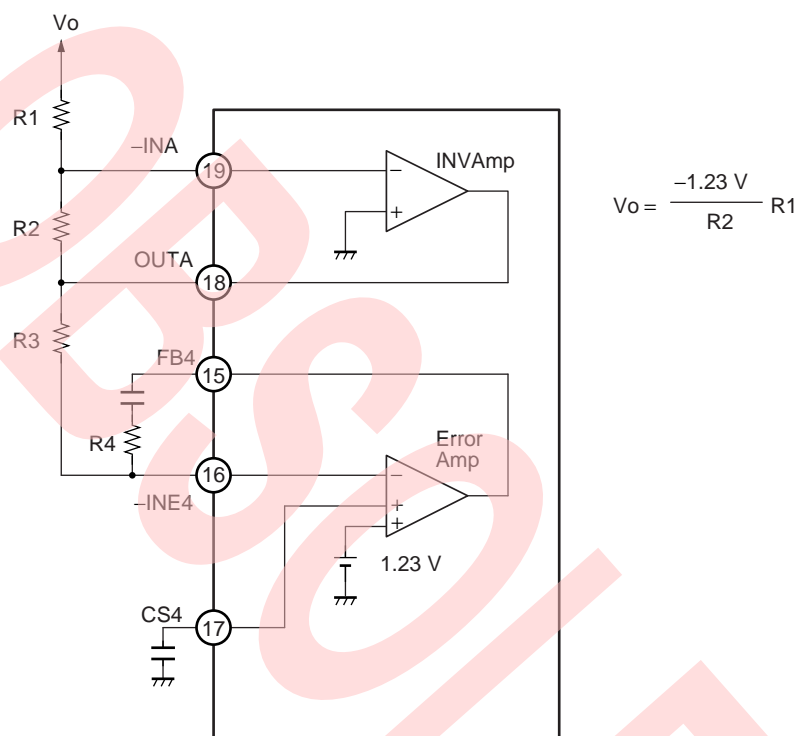 Vo
R1
–INA
19
INVAmp
–
+
Vo = –1.23 V / R2 R1
R2
OUTA
18
R3
FB4
15
R4
Error
Amp
16
–
–INE4
+
+
1.23 V
CS4
17